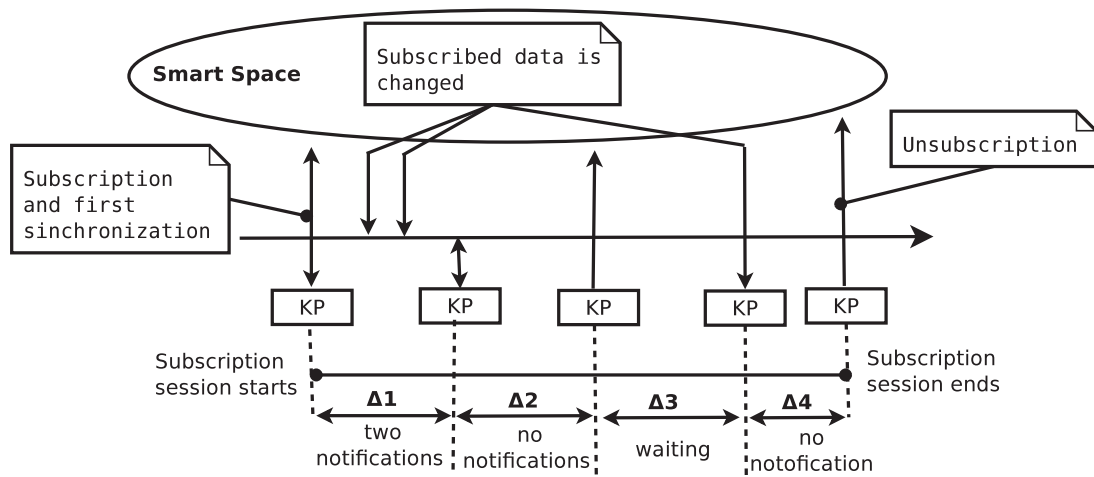 Smart Space
Subscribed data is
changed
Unsubscription
Subscription
and first
sinchronization
KP
KP
KP
KP
KP
Subscription
session starts
Subscription
session ends
Δ1
Δ2
Δ3
Δ4
two
notifications
no
notifications
waiting
no
notofication